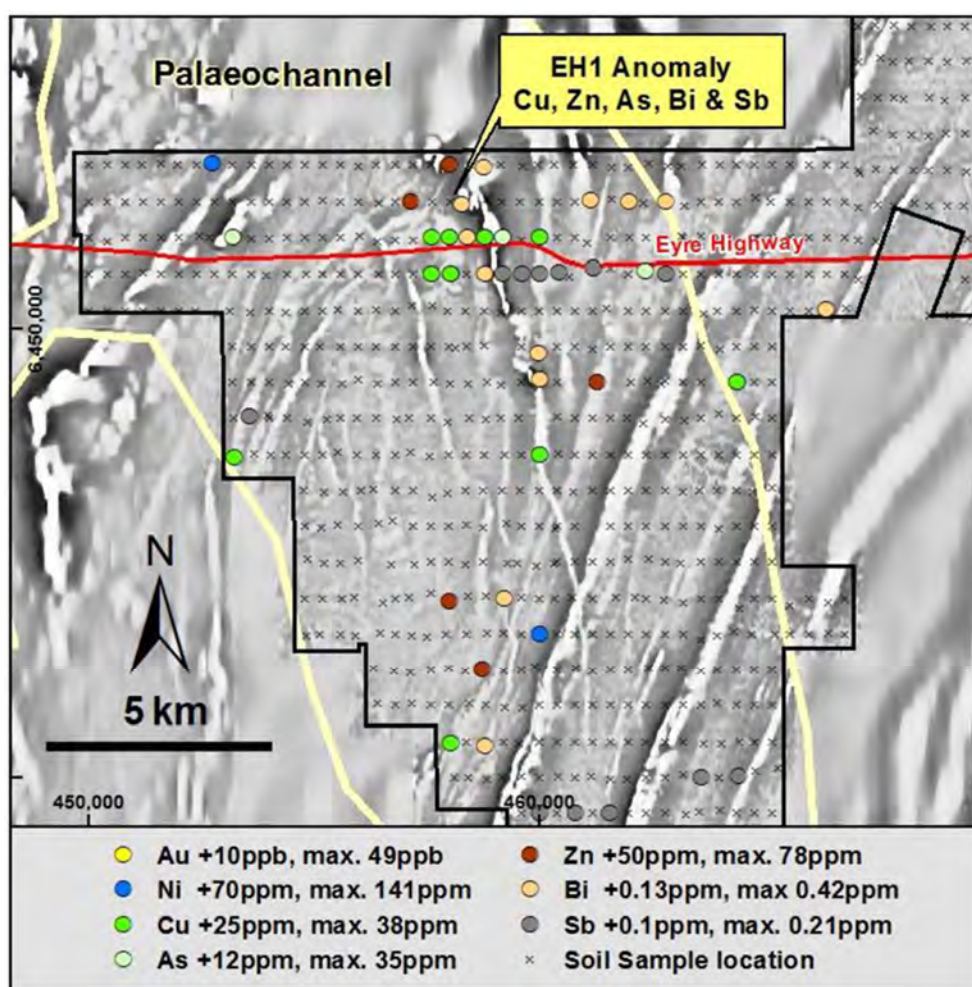 Palaeochannel
EH1 Anomaly
Cu, Zn, As, Bi & Sb
Eyre Highway
6,450,000
N
5 km
450,000
460,000
Au +10ppb, max. 49ppb
Ni +70ppm, max. 141ppm
Cu +25ppm, max. 38ppm
As +12ppm, max. 35ppm
Zn +50ppm, max. 78ppm
Bi +0.13ppm, max 0.42ppm
Sb +0.1ppm, max. 0.21ppm
Soil Sample location